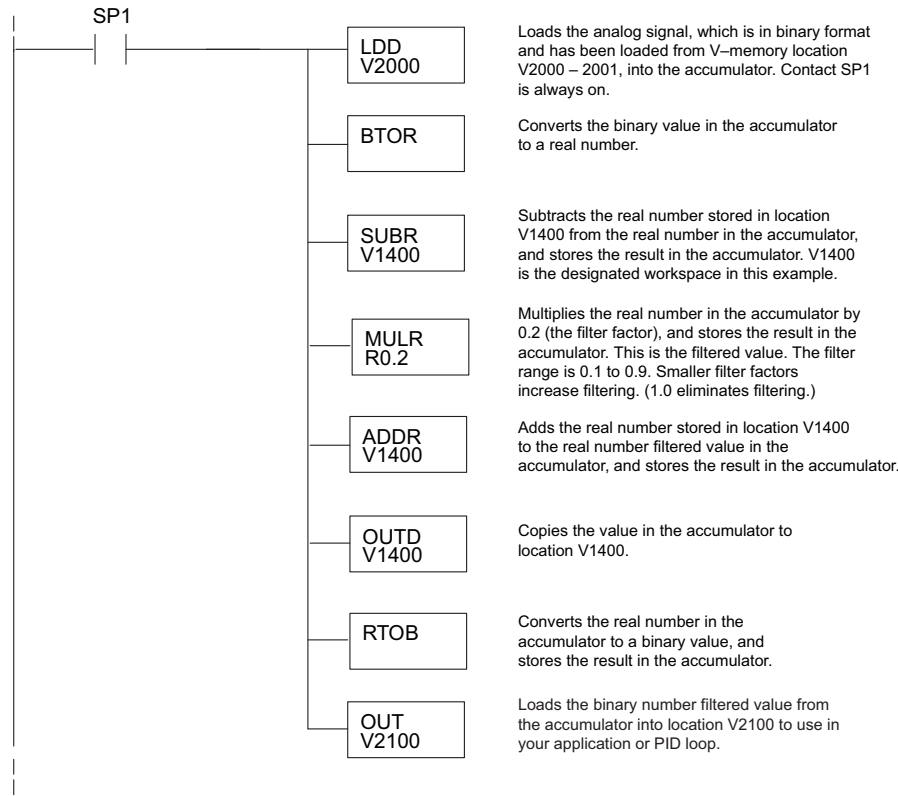 SP1
LDD
V2000
Loads the analog signal, which is in binary format
and has been loaded from V–memory location
V2000 – 2001, into the accumulator. Contact SP1
is always on.
BTOR
Converts the binary value in the accumulator
to a real number.
SUBR
V1400
Subtracts the real number stored in location
V1400 from the real number in the accumulator,
and stores the result in the accumulator. V1400
is the designated workspace in this example.
MULR
R0.2
Multiplies the real number in the accumulator by
0.2 (the filter factor), and stores the result in the
accumulator. This is the filtered value. The filter
range is 0.1 to 0.9. Smaller filter factors
increase filtering. (1.0 eliminates filtering.)
ADDR
V1400
Adds the real number stored in location V1400
to the real number filtered value in the
accumulator, and stores the result in the accumulator.
OUTD
V1400
Copies the value in the accumulator to
location V1400.
RTOB
Converts the real number in the
accumulator to a binary value, and
stores the result in the accumulator.
OUT
V2100
Loads the binary number filtered value from
the accumulator into location V2100 to use in
your application or PID loop.